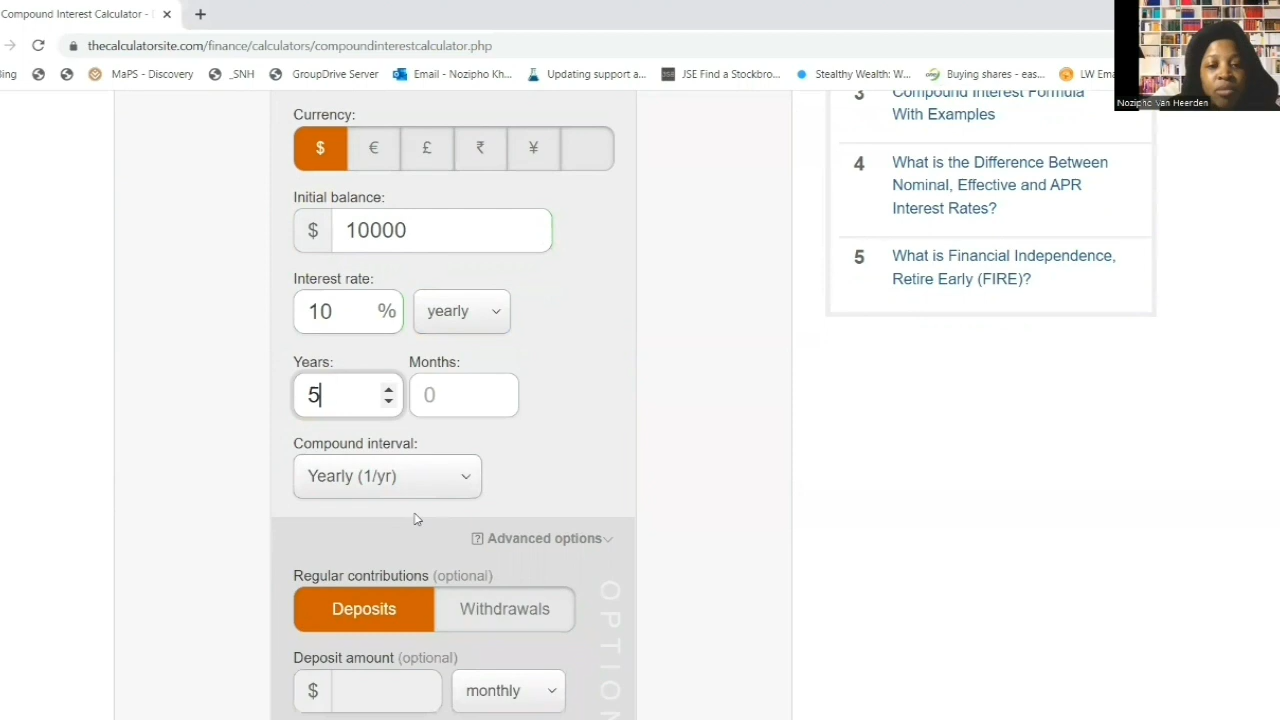 Compound Interest Calculator -
thecalculatorsite.com/finance/calculators/compoundinterestcalculator.php
Bing
MaPS - Discovery
_SNH
GroupDrive Server
Email - Nozipho Kh...
Updating support a...
JSE Find a Stockbro...
Stealthy Wealth: W...
Buying shares - eas...
LW Ema
Nozipho Van Heerden
Currency:
$ € £ ₹ ¥
Initial balance:
$ 10000
Interest rate:
10 % yearly
Years: Months:
5 0
Compound interval:
Yearly (1/yr)
? Advanced options
Regular contributions (optional)
Deposits Withdrawals
Deposit amount (optional)
$ monthly
OPTION
3 Compound Interest Formula
With Examples
4 What is the Difference Between
Nominal, Effective and APR
Interest Rates?
5 What is Financial Independence,
Retire Early (FIRE)?